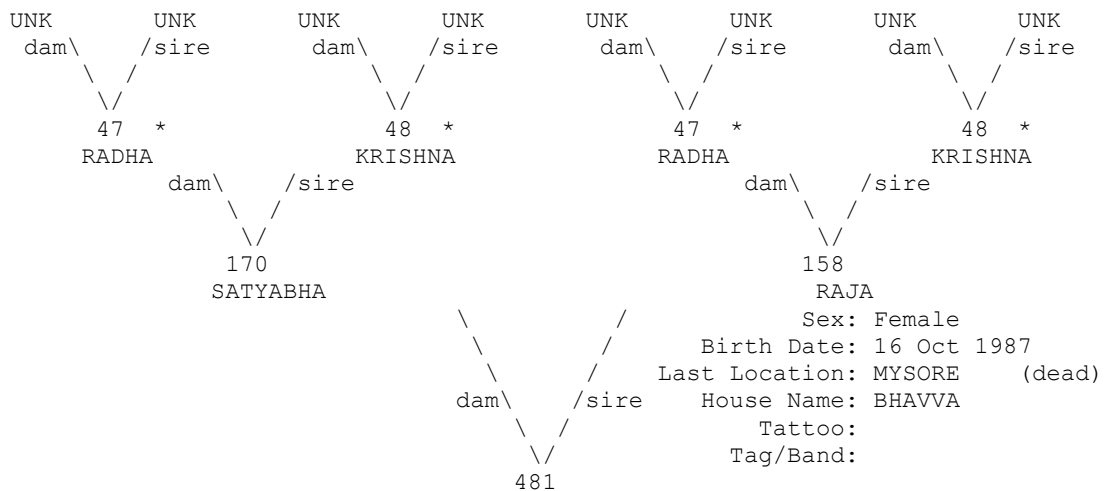 UNK UNK UNK UNK UNK UNK UNK UNK
dam\ /sire dam\ /sire dam\ /sire dam\ /sire
\ / \ / \ / \ /
\/ \/ \/ \/
47 * 48 * 47 * 48 *
RADHA KRISHNA RADHA KRISHNA
dam\ /sire dam\ /sire
\ / \ /
\/ \/
170 158
SATYABHA RAJA
\ / Sex: Female
\ / Birth Date: 16 Oct 1987
\ / Last Location: MYSORE (dead)
dam\ /sire House Name: BHAVVA
\ / Tattoo:
\/ Tag/Band:
481